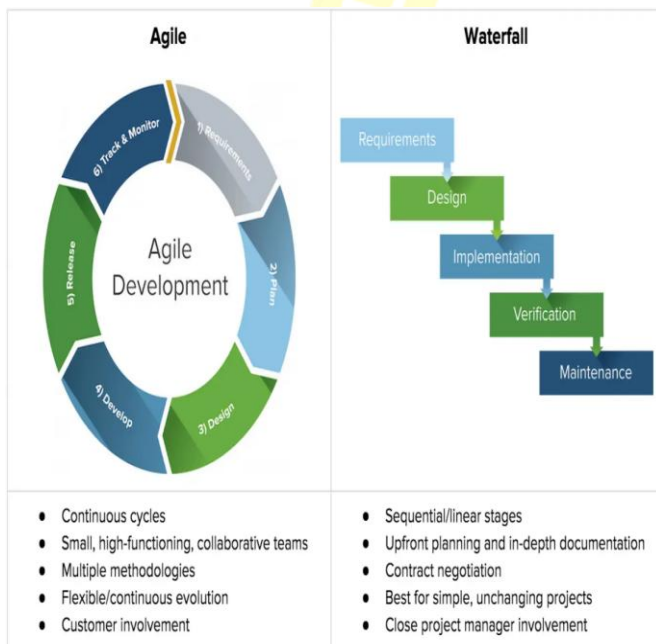 Agile
Waterfall
1) Requirements
2) Plan
3) Design
4) Develop
5) Release
6) Track & Monitor
Agile
Development
Requirements
Design
Implementation
Verification
Maintenance
• Continuous cycles
• Small, high-functioning, collaborative teams
• Multiple methodologies
• Flexible/continuous evolution
• Customer involvement
• Sequential/linear stages
• Upfront planning and in-depth documentation
• Contract negotiation
• Best for simple, unchanging projects
• Close project manager involvement